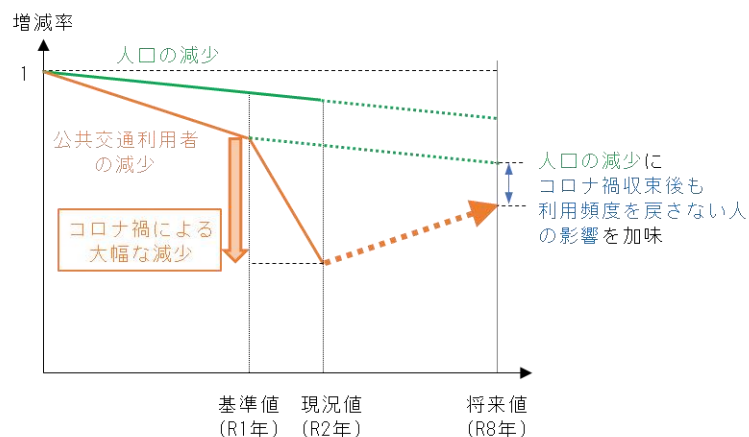 増減率
1
人口の減少
公共交通利用者
の減少
コロナ禍による
大幅な減少
人口の減少に
コロナ禍収束後も
利用頻度を戻さない人
の影響を加味
基準値
(R1年)
現況値
(R2年)
将来値
(R8年)